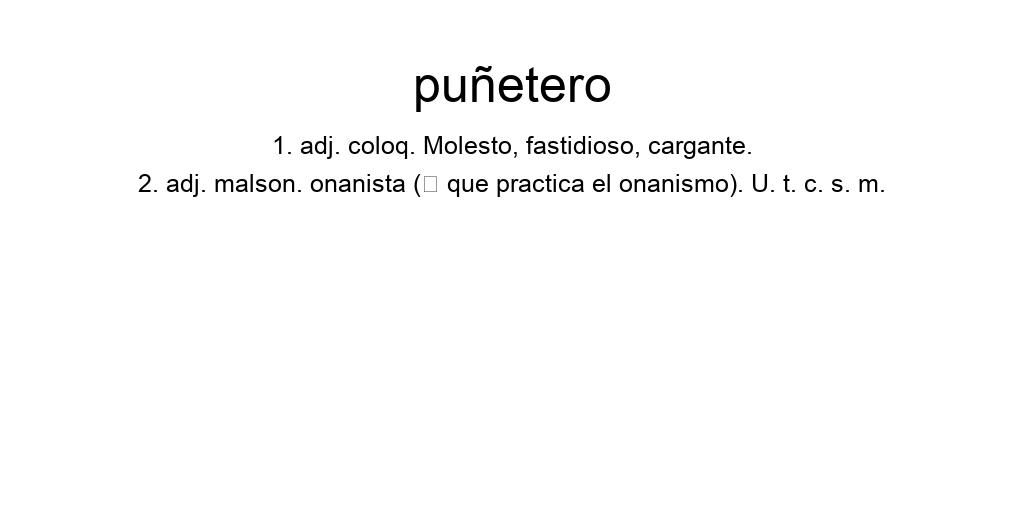 puñetero
1. adj. coloq. Molesto, fastidioso, cargante.
2. adj. malson. onanista (□ que practica el onanismo). U. t. c. s. m.